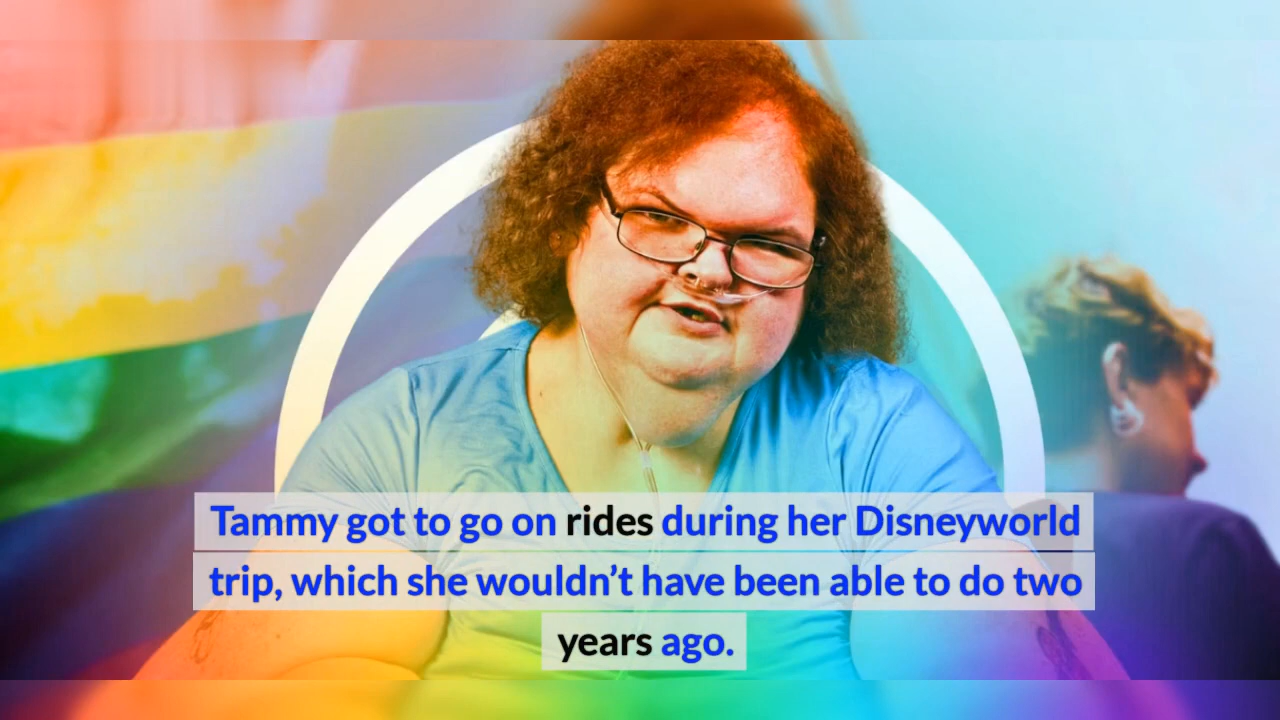 Tammy got to go on rides during her Disneyworld
trip, which she wouldn’t have been able to do two
years ago.